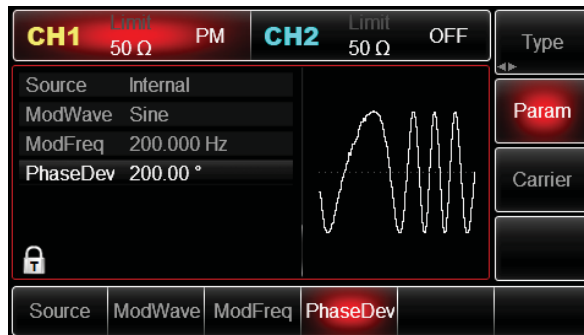 CH1 Limit 50 Ω PM CH2 Limit 50 Ω OFF
Type
Source Internal
ModWave Sine
ModFreq 200.000 Hz
PhaseDev 200.00 °
Param
Carrier
T
Source ModWave ModFreq PhaseDev